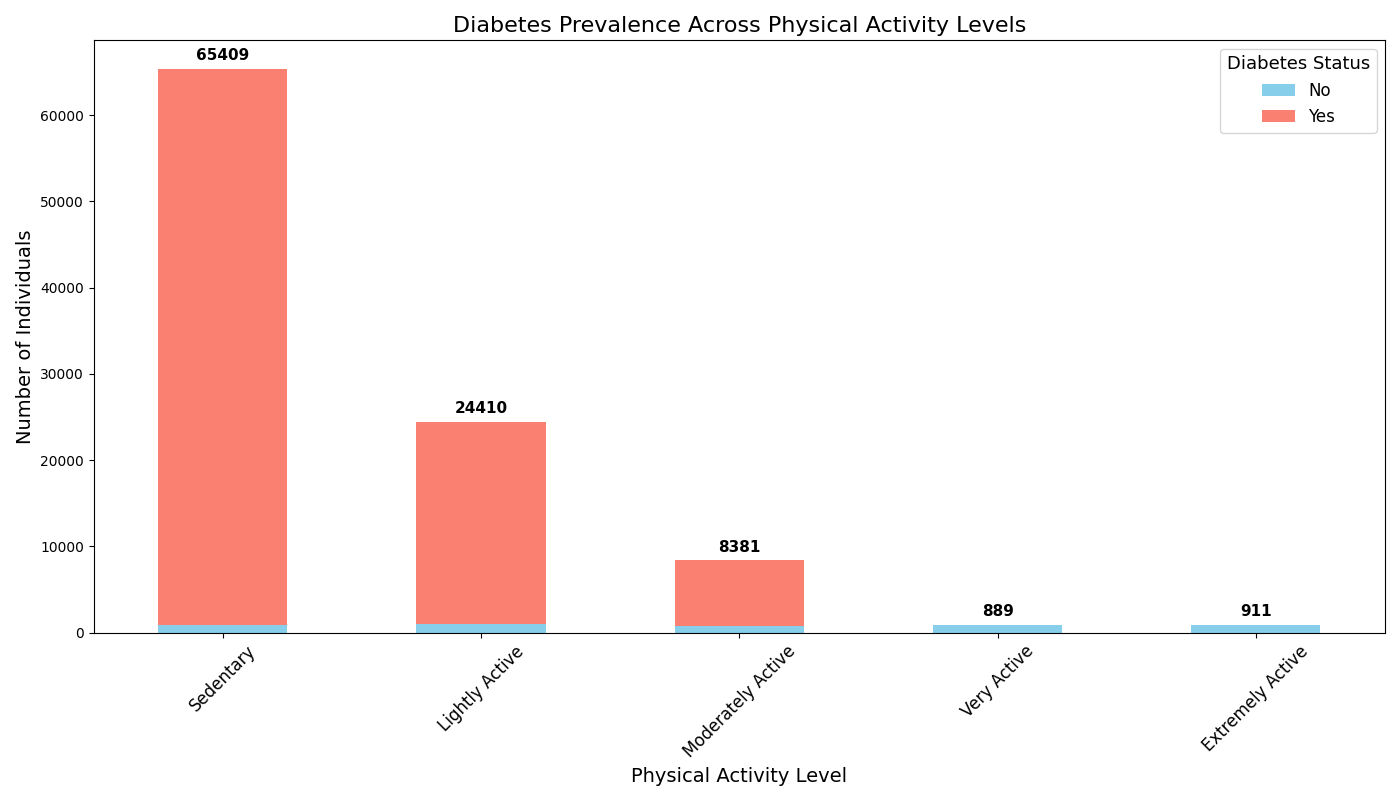 Diabetes Prevalence Across Physical Activity Levels
65409
24410
8381
889
911
Diabetes Status
No
Yes
60000
50000
40000
30000
20000
10000
0
Number of Individuals
Sedentary
Lightly Active
Moderately Active
Very Active
Extremely Active
Physical Activity Level